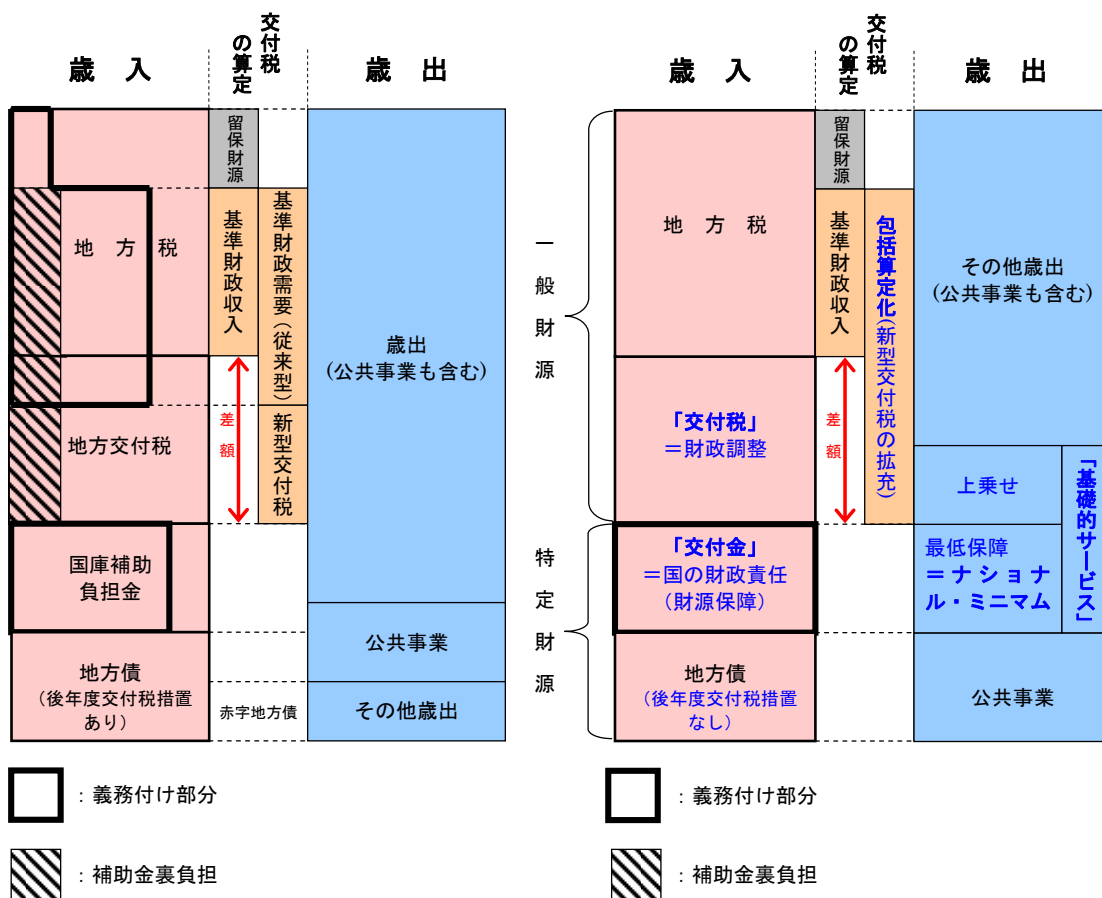 歳 入
交付税
の算定
歳 出
留保財源
地 方 税
基準財政収入
基準財政需要(従来型)
歳出
(公共事業も含む)
差額
地方交付税
新型交付税
国庫補助
負担金
公共事業
地方債
(後年度交付税措置
あり)
赤字地方債
その他歳出
：義務付け部分
：補助金裏負担
一般財源
特定財源
歳 入
交付税
の算定
歳 出
留保財源
地 方 税
基準財政収入
包括算定化(新型交付税の拡充)
その他歳出
(公共事業も含む)
「交付税」
＝財政調整
差額
上乗せ
「基礎的サービス」
「交付金」
＝国の財政責任
(財源保障)
最低保障
＝ナショナ
ル・ミニマム
地方債
(後年度交付税措置
なし)
公共事業
：義務付け部分
：補助金裏負担